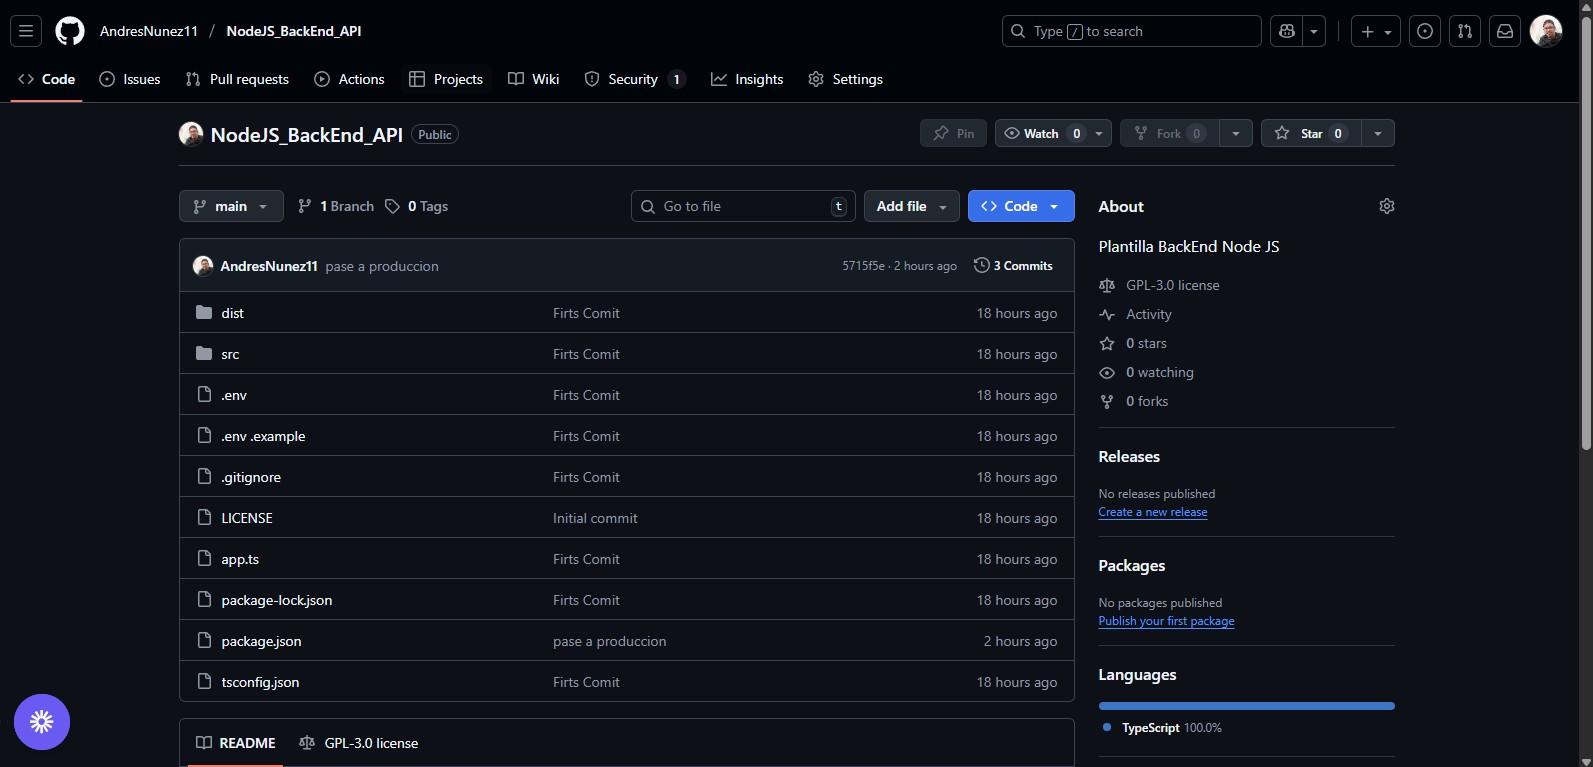 AndresNunez11 / NodeJS_BackEnd_API
Type / to search
Code Issues Pull requests Actions Projects Wiki Security 1 Insights Settings
NodeJS_BackEnd_API Public
Pin Watch 0 Fork 0 Star 0
main 1 Branch 0 Tags Go to file t Add file Code
AndresNunez11 pase a produccion 5715f5e · 2 hours ago 3 Commits
dist Firts Comit 18 hours ago
src Firts Comit 18 hours ago
.env Firts Comit 18 hours ago
.env .example Firts Comit 18 hours ago
.gitignore Firts Comit 18 hours ago
LICENSE Initial commit 18 hours ago
app.ts Firts Comit 18 hours ago
package-lock.json Firts Comit 18 hours ago
package.json pase a produccion 2 hours ago
tsconfig.json Firts Comit 18 hours ago
README GPL-3.0 license
About
Plantilla BackEnd Node JS
GPL-3.0 license
Activity
0 stars
0 watching
0 forks
Releases
No releases published
Create a new release
Packages
No packages published
Publish your first package
Languages
TypeScript 100.0%